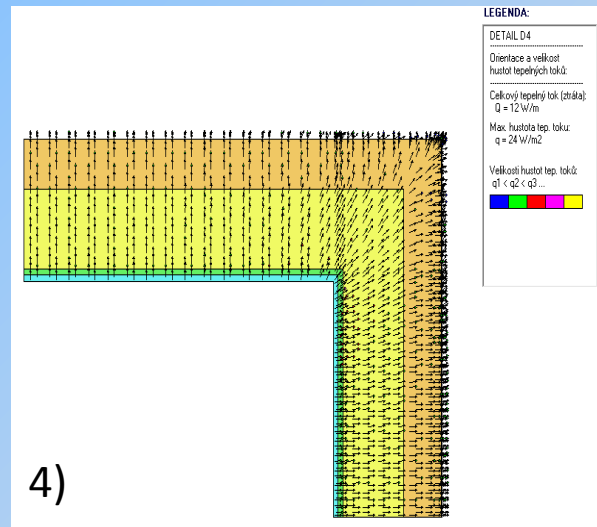 LEGENDA:
DETAIL D4
Orientace a velikost
hustot tepelných toků:
Celkový tepelný tok (ztráta):
Q = 12 W/m
Max. hustota tep. toku:
q = 24 W/m2
Velikosti hustot tep. toků:
q1 < q2 < q3 ...
4)